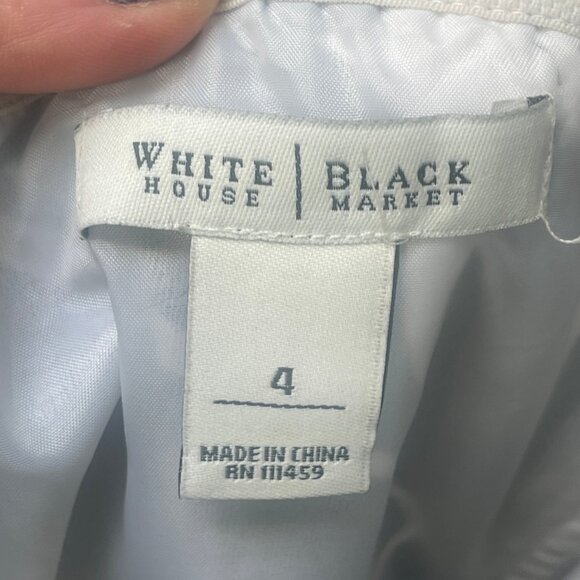 WHITE | BLACK
HOUSE | MARKET
4
MADE IN CHINA
RN 111459